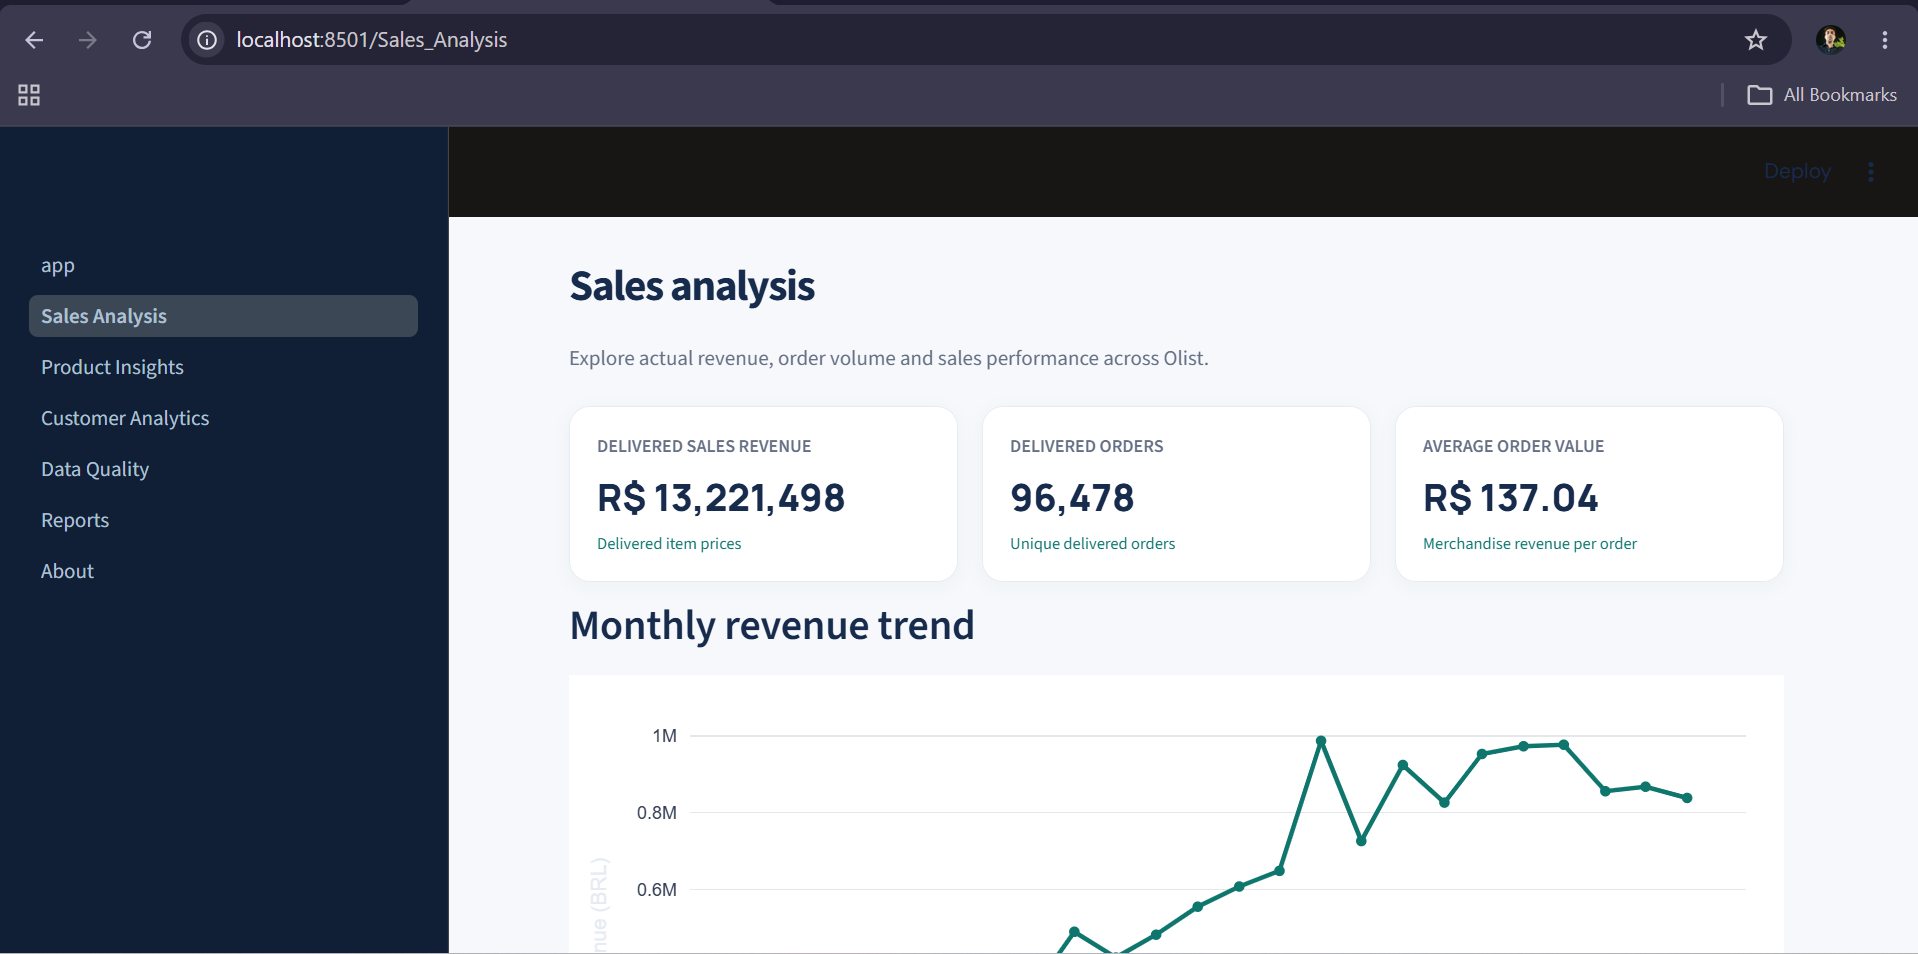 localhost:8501/Sales_Analysis
All Bookmarks
Deploy
app
Sales Analysis
Product Insights
Customer Analytics
Data Quality
Reports
About
Sales analysis
Explore actual revenue, order volume and sales performance across Olist.
DELIVERED SALES REVENUE
R$ 13,221,498
Delivered item prices
DELIVERED ORDERS
96,478
Unique delivered orders
AVERAGE ORDER VALUE
R$ 137.04
Merchandise revenue per order
Monthly revenue trend
1M
0.8M
0.6M
nue (BRL)